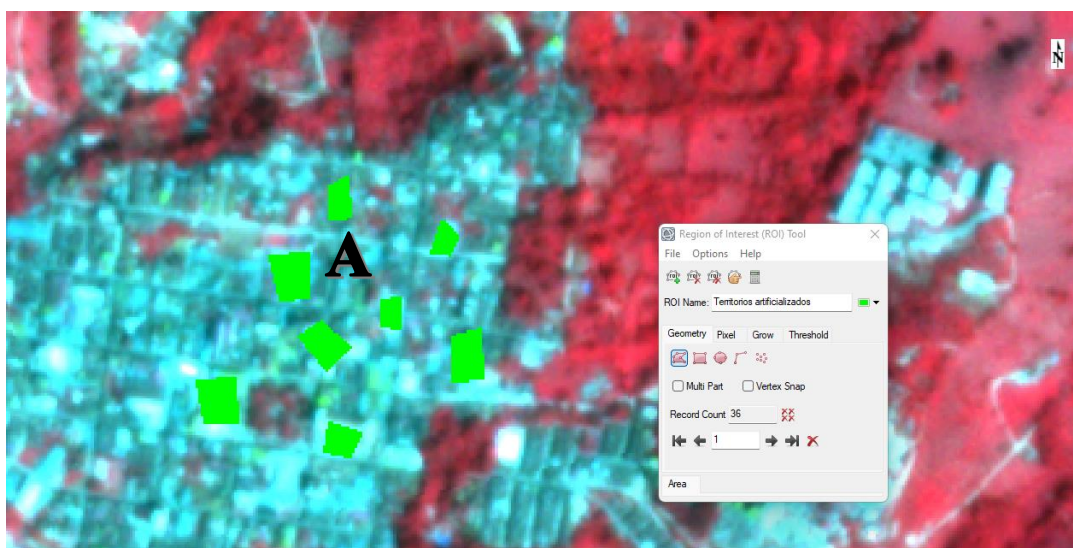 N
A
Region of Interest (ROI) Tool
File Options Help
ROI Name: Territorios artificializados
Geometry Pixel Grow Threshold
Multi Part Vertex Snap
Record Count 36
1
Area